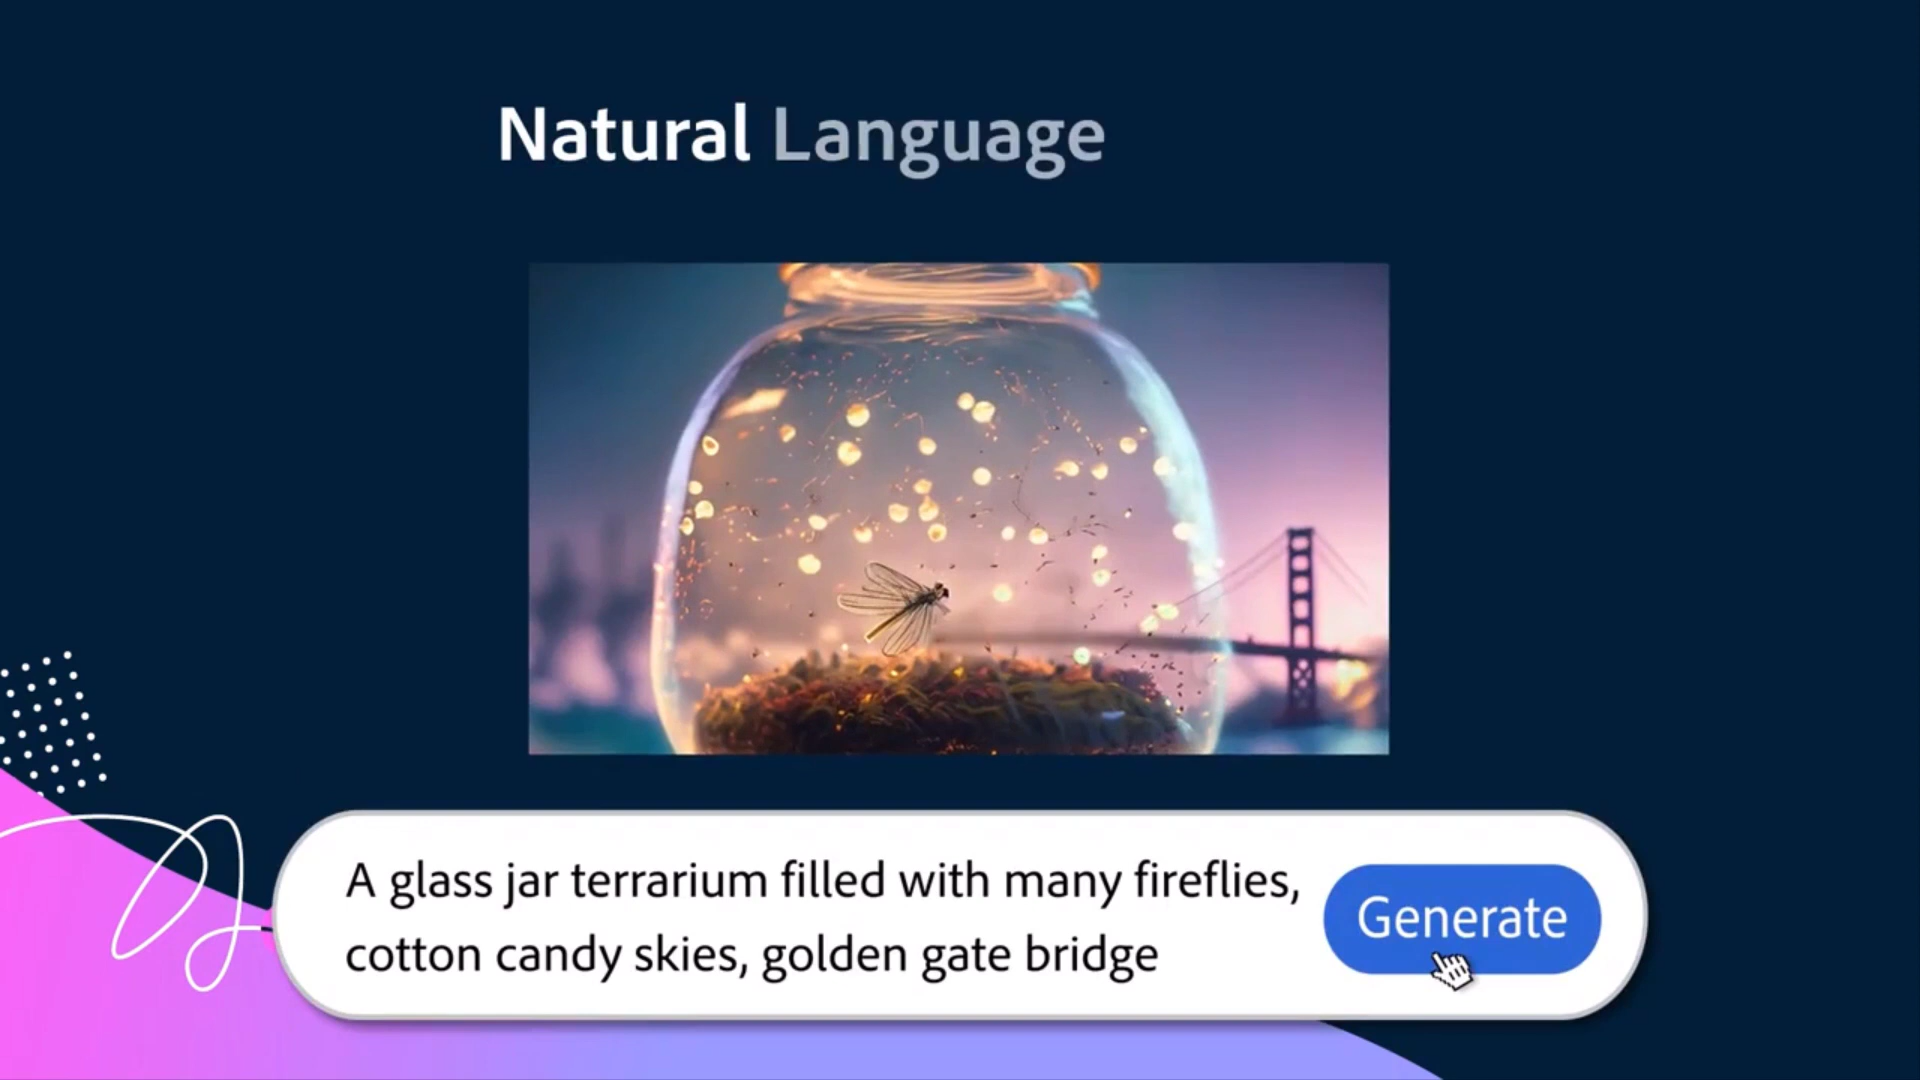 Natural Language
A glass jar terrarium filled with many fireflies,
cotton candy skies, golden gate bridge
Generate